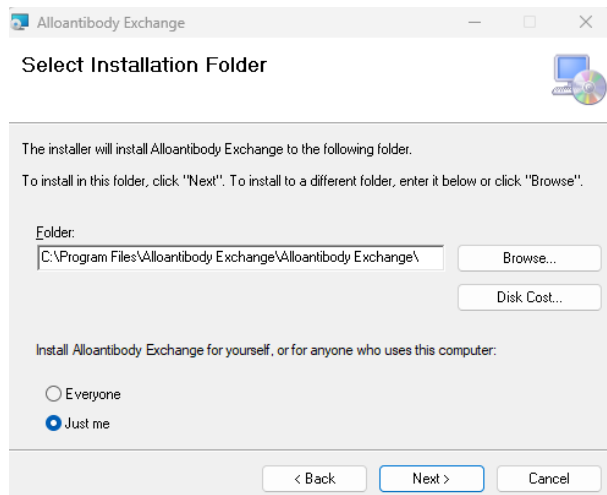 Alloantibody Exchange
Select Installation Folder
The installer will install Alloantibody Exchange to the following folder.
To install in this folder, click "Next". To install to a different folder, enter it below or click "Browse".
Folder:
C:\Program Files\Alloantibody Exchange\Alloantibody Exchange\
Browse...
Disk Cost...
Install Alloantibody Exchange for yourself, or for anyone who uses this computer:
Everyone
Just me
< Back
Next >
Cancel